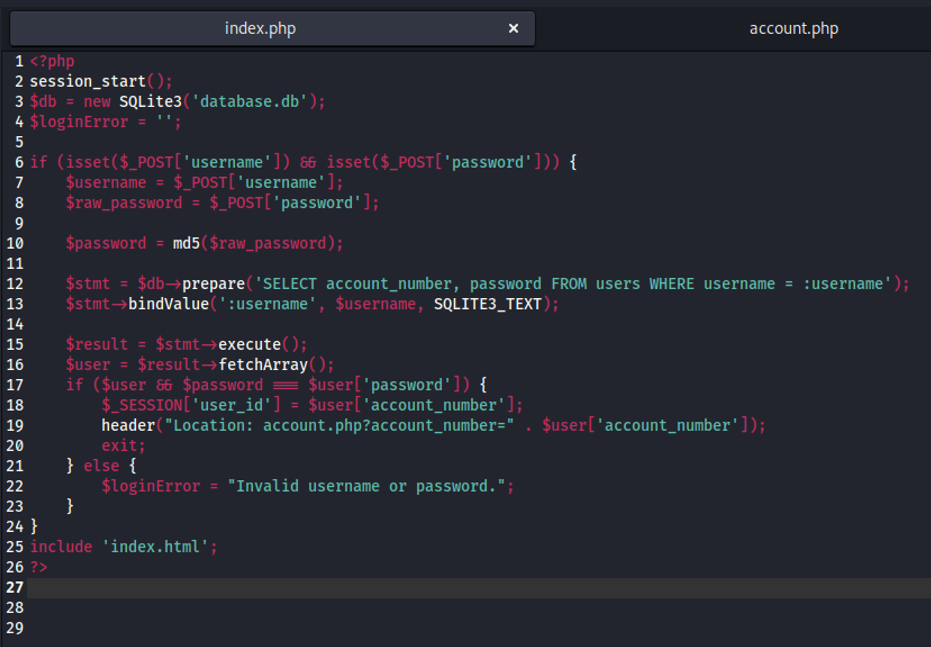 index.php × account.php
1 <?php
2 session_start();
3 $db = new SQLite3('database.db');
4 $loginError = '';
5
6 if (isset($_POST['username']) && isset($_POST['password'])) {
7     $username = $_POST['username'];
8     $raw_password = $_POST['password'];
9
10     $password = md5($raw_password);
11
12     $stmt = $db->prepare('SELECT account_number, password FROM users WHERE username = :username');
13     $stmt->bindValue(':username', $username, SQLITE3_TEXT);
14
15     $result = $stmt->execute();
16     $user = $result->fetchArray();
17     if ($user && $password === $user['password']) {
18         $_SESSION['user_id'] = $user['account_number'];
19         header("Location: account.php?account_number=" . $user['account_number']);
20         exit;
21     } else {
22         $loginError = "Invalid username or password.";
23     }
24 }
25 include 'index.html';
26 ?>
27
28
29